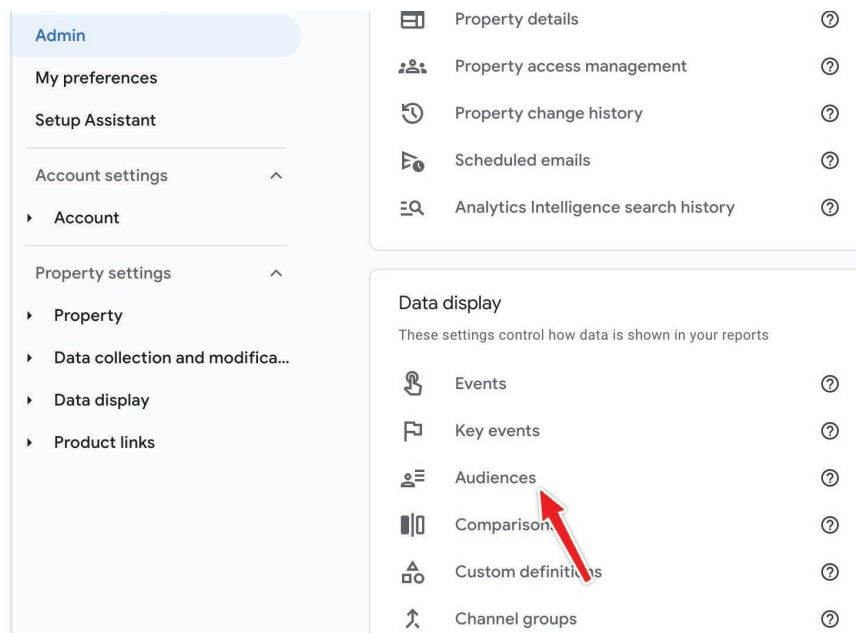 Admin
My preferences
Setup Assistant
Account settings
Account
Property settings
Property
Data collection and modifica...
Data display
Product links
Property details
Property access management
Property change history
Scheduled emails
Analytics Intelligence search history
Data display
These settings control how data is shown in your reports
Events
Key events
Audiences
Comparisons
Custom definitions
Channel groups